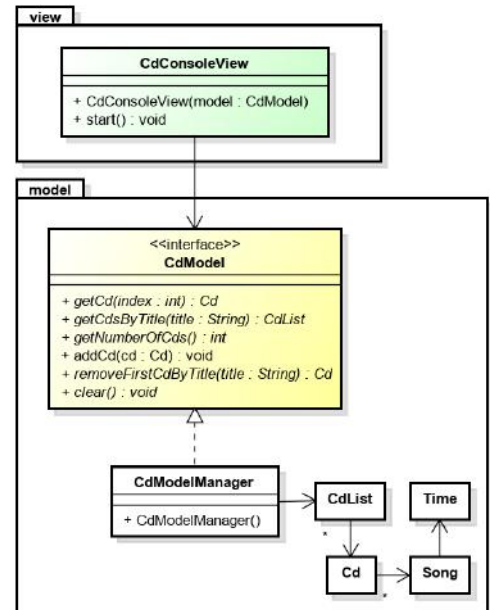 view
CdConsoleView
+ CdConsoleView(model : CdModel)
+ start() : void
model
<<interface>>
CdModel
+ getCd(index : int) : Cd
+ getCdsByTitle(title : String) : CdList
+ getNumberOfCds() : int
+ addCd(cd : Cd) : void
+ removeFirstCdByTitle(title : String) : Cd
+ clear() : void
CdModelManager
+ CdModelManager()
CdList
Time
*
Cd
*
Song